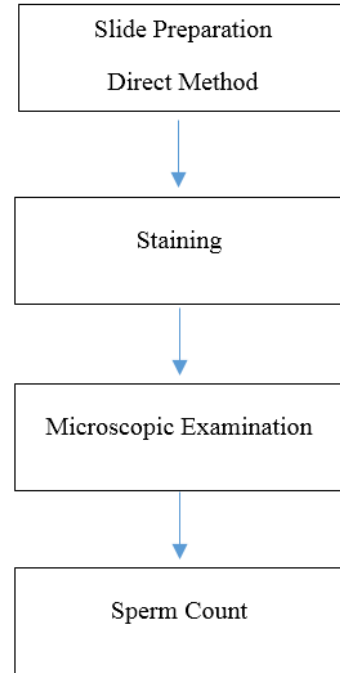 Slide Preparation
Direct Method
Staining
Microscopic Examination
Sperm Count